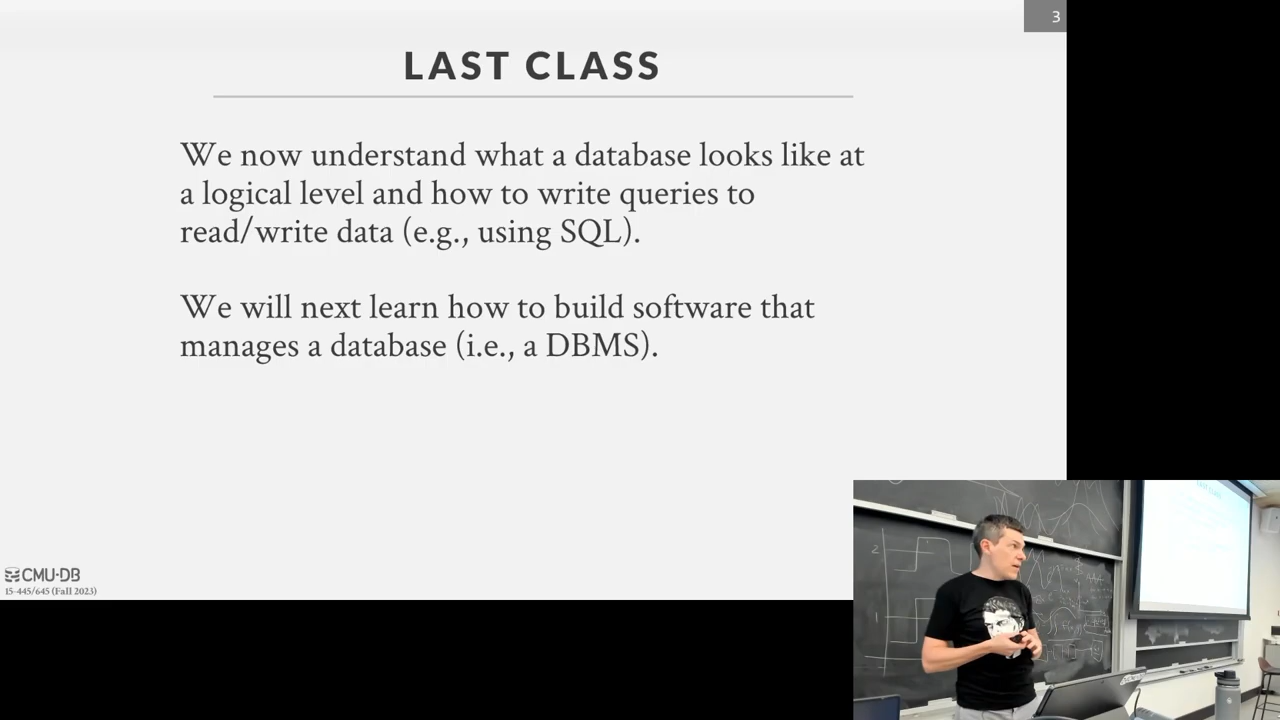 3
LAST CLASS
We now understand what a database looks like at
a logical level and how to write queries to
read/write data (e.g., using SQL).
We will next learn how to build software that
manages a database (i.e., a DBMS).
CMU·DB
15-445/645 (Fall 2023)
2
1